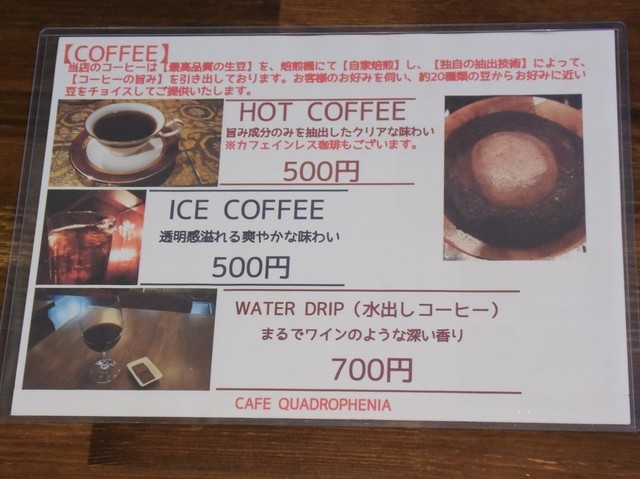 【COFFEE】
当店のコーヒーは【最高品質の生豆】を、焙煎機にて【自家焙煎】し、【独自の抽出技術】によって、
【コーヒーの旨み】を引き出しております。お客様のお好みを伺い、約20種類の豆からお好みに近い
豆をチョイスしてご提供いたします。
HOT COFFEE
旨み成分のみを抽出したクリアな味わい
※カフェインレス珈琲もございます。
500円
ICE COFFEE
透明感溢れる爽やかな味わい
500円
WATER DRIP（水出しコーヒー）
まるでワインのような深い香り
700円
CAFE QUADROPHENIA